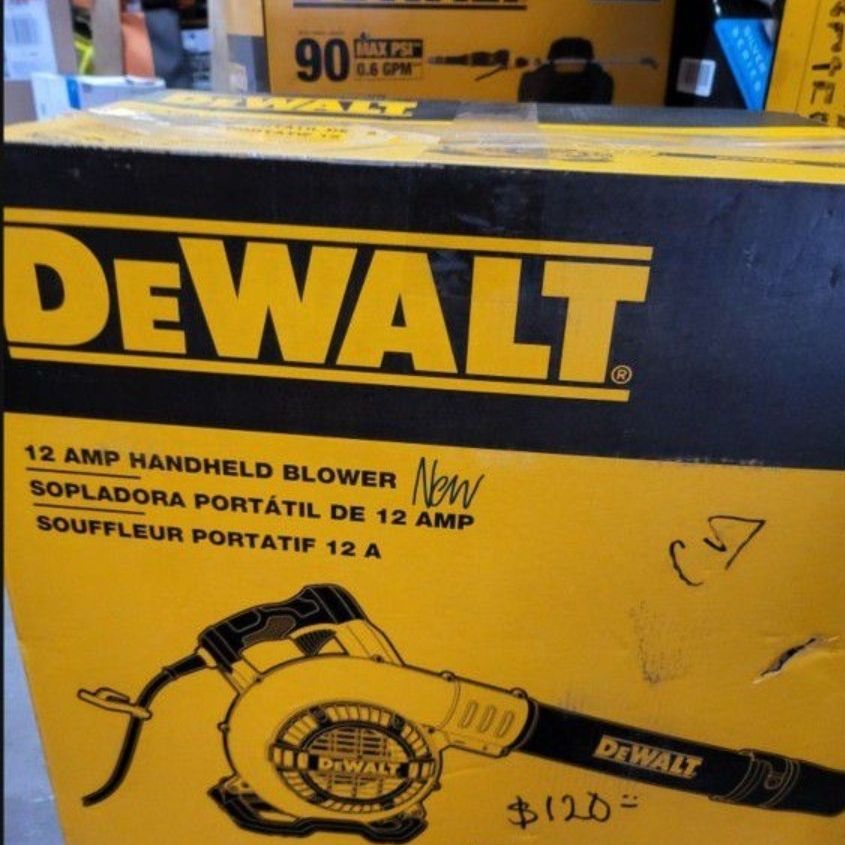 90 MAX PSI
0.6 GPM
DEWALT
DEWALT®
12 AMP HANDHELD BLOWER New
SOPLADORA PORTÁTIL DE 12 AMP
SOUFFLEUR PORTATIF 12 A
DEWALT
DEWALT
$120